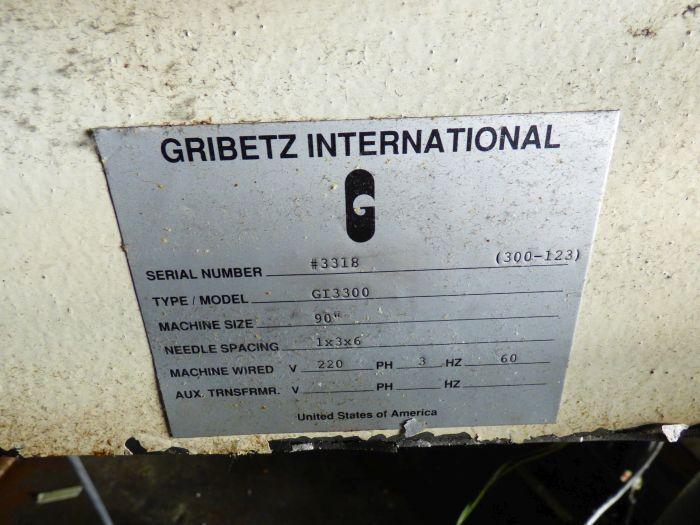 GRIBETZ INTERNATIONAL
G
SERIAL NUMBER #3318 (300-123)
TYPE / MODEL GI3300
MACHINE SIZE 90"
NEEDLE SPACING 1x3x6
MACHINE WIRED V 220 PH 3 HZ 60
AUX. TRNSFRMR. V PH HZ
United States of America